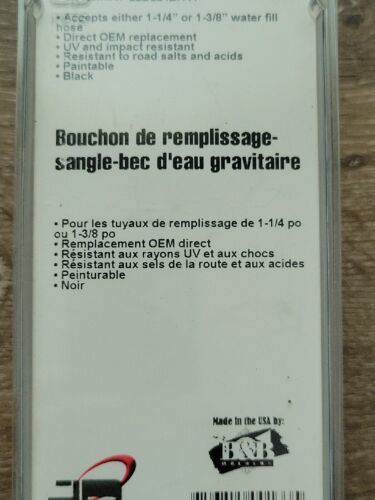 • Accepts either 1-1/4" or 1-3/8" water fill
hose
• Direct OEM replacement
• UV and impact resistant
• Resistant to road salts and acids
• Paintable
• Black
Bouchon de remplissage-
sangle-bec d'eau gravitaire
• Pour les tuyaux de remplissage de 1-1/4 po
ou 1-3/8 po
• Remplacement OEM direct
• Résistant aux rayons UV et aux chocs
• Résistant aux sels de la route et aux acides
• Peinturable
• Noir
Made in the USA by:
B&B
MOLDERS